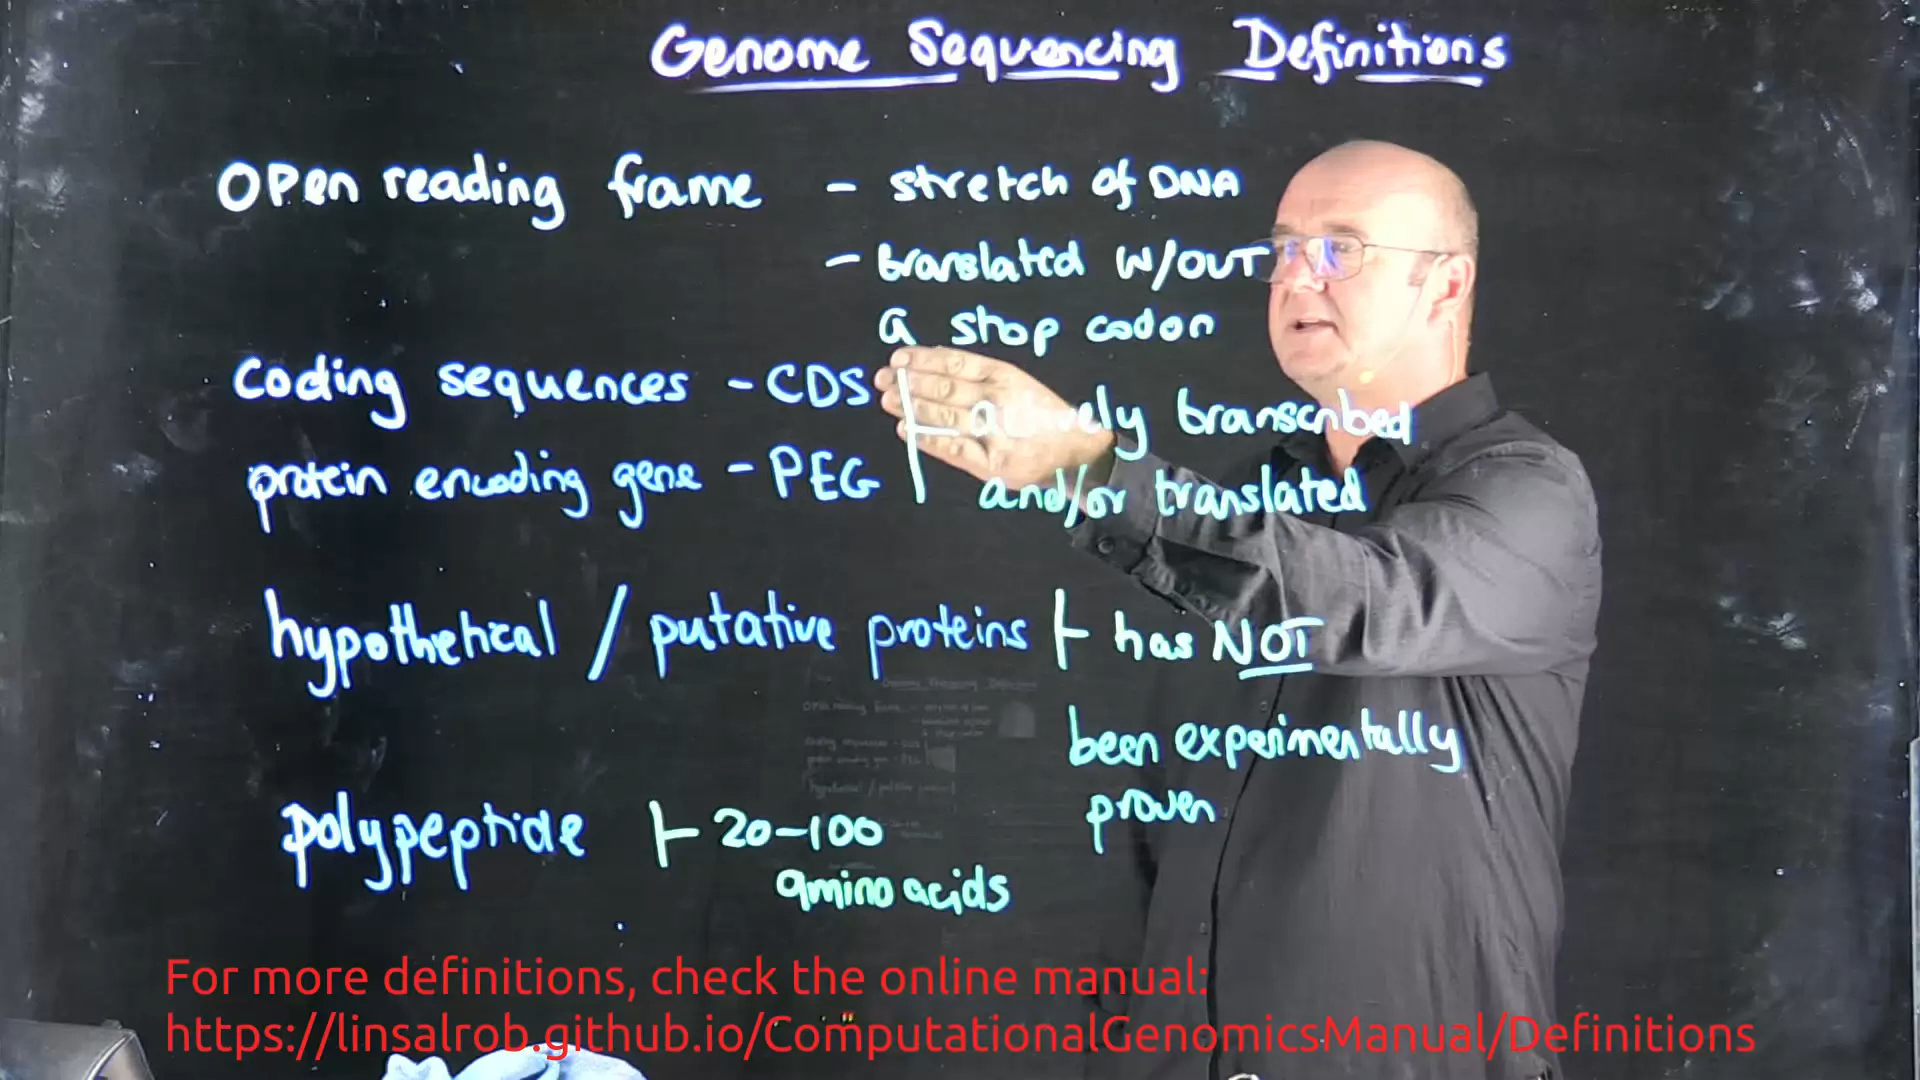 Genome Sequencing Definitions
Open reading frame - stretch of DNA
- translated w/out
a stop codon
Coding sequences - CDS
actively transcribed
protein encoding gene - PEG
and/or translated
hypothetical / putative proteins has NOT
been experimentally
proven
polypeptide 20-100
amino acids
For more definitions, check the online manual:
https://linsalrob.github.io/ComputationalGenomicsManual/Definitions